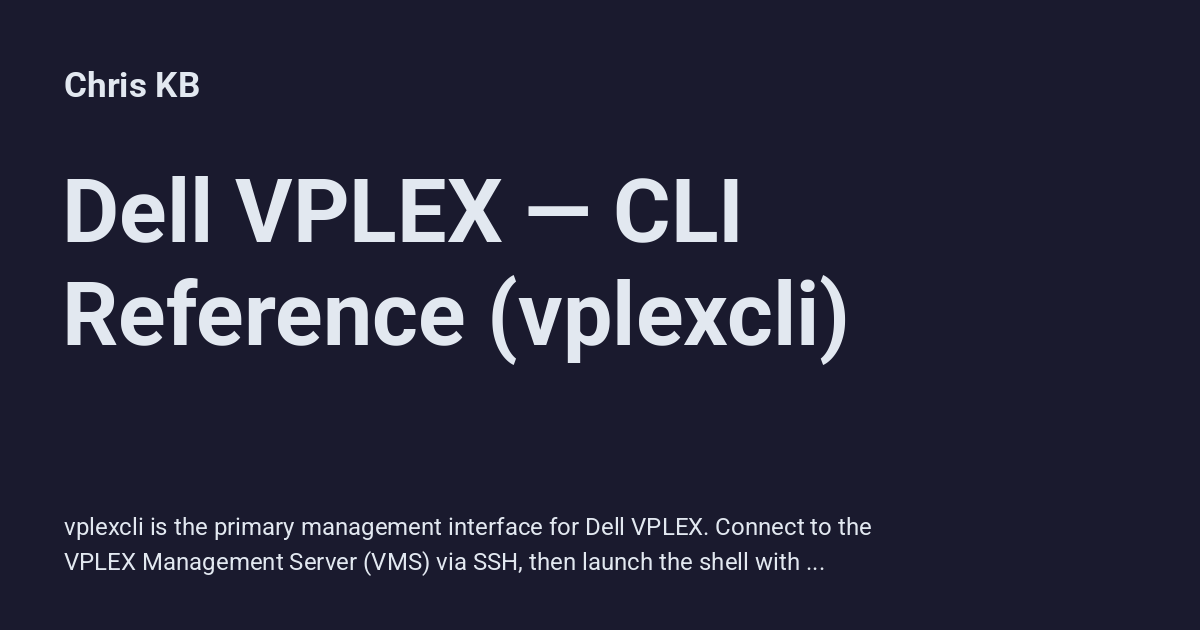 Chris KB
Dell VPLEX — CLI
Reference (vplexcli)
vplexcli is the primary management interface for Dell VPLEX. Connect to the
VPLEX Management Server (VMS) via SSH, then launch the shell with ...